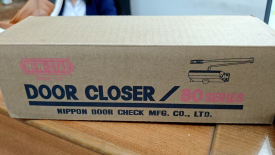 DOOR CLOSER / 80 SERIES
NIPPON DOOR CHECK MFG. CO., LTD.